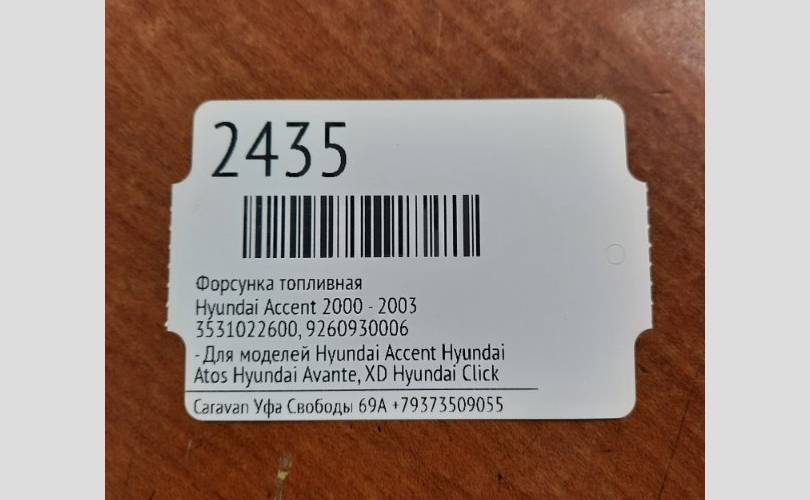 2435
Форсунка топливная
Hyundai Accent 2000 - 2003
3531022600, 9260930006
- Для моделей Hyundai Accent Hyundai
Atos Hyundai Avante, XD Hyundai Click
Caravan Уфа Свободы 69А +79373509055